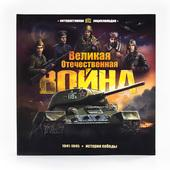 интерактивная энциклопедия
Великая
Отечественная
ВОЙНА
1941-1945 • история победы